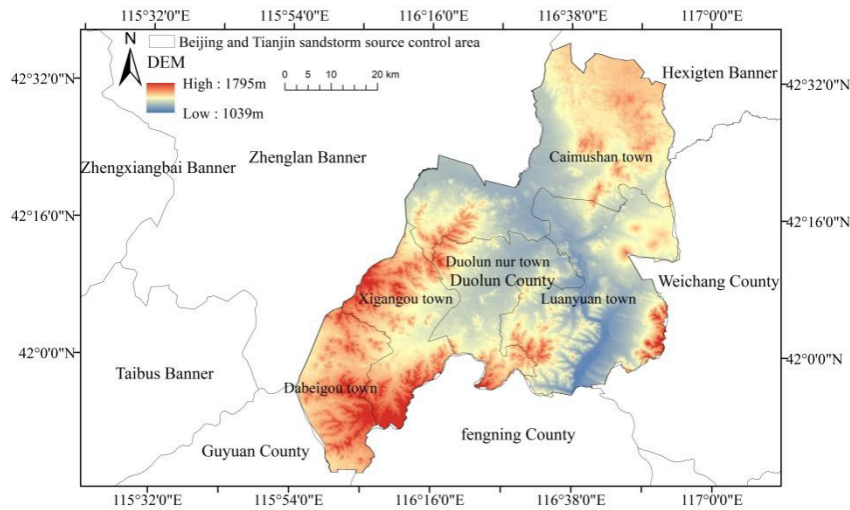 115°32'0"E 115°54'0"E 116°16'0"E 116°38'0"E 117°0'0"E
N
Beijing and Tianjin sandstorm source control area
DEM
High : 1795m
Low : 1039m
0 5 10 20 km
42°32'0"N
42°32'0"N
Hexigten Banner
Zhengxiangbai Banner
Zhenglan Banner
Caimushan town
42°16'0"N
42°16'0"N
Duolun nur town
Duolun County
Weichang County
Xigangou town
Luanyuan town
42°0'0"N
42°0'0"N
Taibus Banner
Dabeigou town
fengning County
Guyuan County
115°32'0"E 115°54'0"E 116°16'0"E 116°38'0"E 117°0'0"E